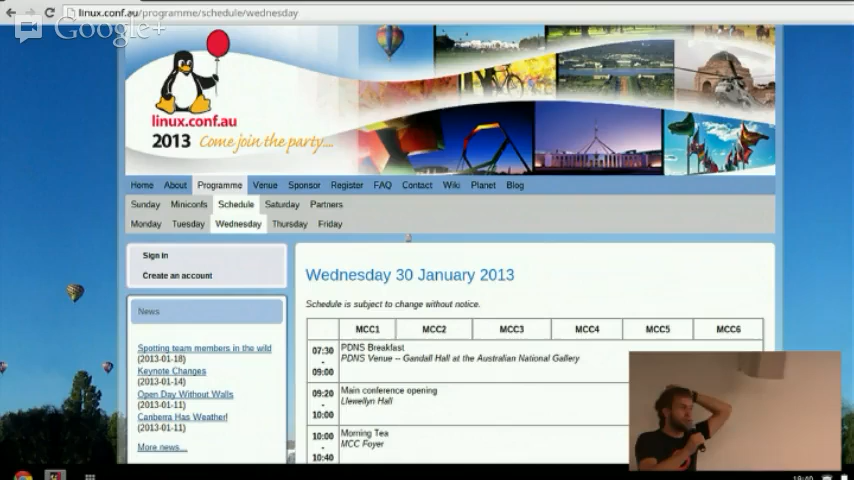 linux.conf.au/programme/schedule/wednesday
Google+
linux.conf.au
2013 Come join the party....
Home About Programme Venue Sponsor Register FAQ Contact Wiki Planet Blog
Sunday Miniconfs Schedule Saturday Partners
Monday Tuesday Wednesday Thursday Friday
Sign In
Create an account
News
Spotting team members in the wild
(2013-01-18)
Keynote Changes
(2013-01-14)
Open Day Without Walls
(2013-01-11)
Canberra Has Weather!
(2013-01-11)
More news...
Wednesday 30 January 2013
Schedule is subject to change without notice.
MCC1 MCC2 MCC3 MCC4 MCC5 MCC6
07:30 - 09:00
PDNS Breakfast
PDNS Venue -- Gandall Hall at the Australian National Gallery
09:20 - 10:00
Main conference opening
Llewellyn Hall
10:00 - 10:40
Morning Tea
MCC Foyer